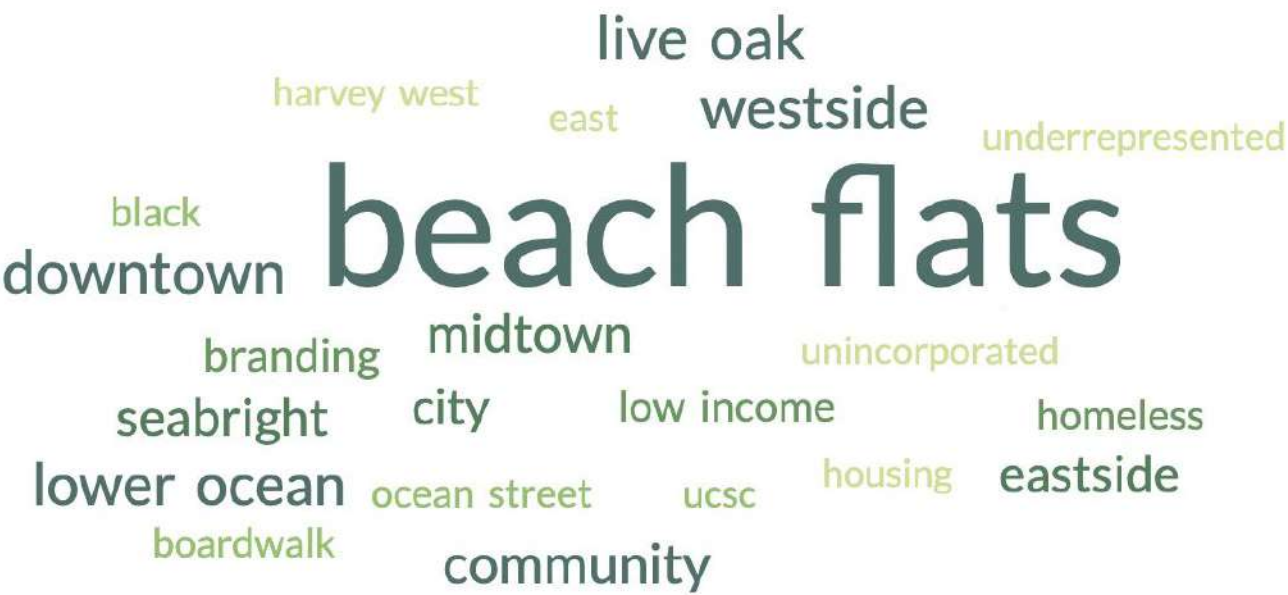 live oak
harvey west
east
westside
underrepresented
black
beach flats
downtown
midtown
branding
unincorporated
seabright
city
low income
homeless
lower ocean
ocean street
ucsc
housing
eastside
boardwalk
community